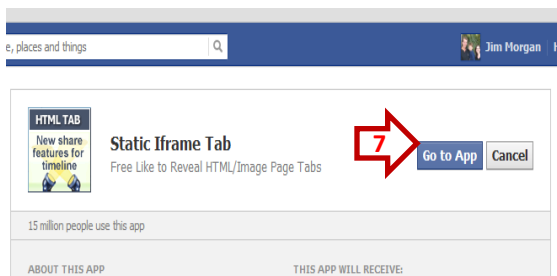 e, places and things
Jim Morgan
H
HTML TAB
New share
features for
timeline
Static Iframe Tab
Free Like to Reveal HTML/Image Page Tabs
7
Go to App
Cancel
15 million people use this app
ABOUT THIS APP
THIS APP WILL RECEIVE: